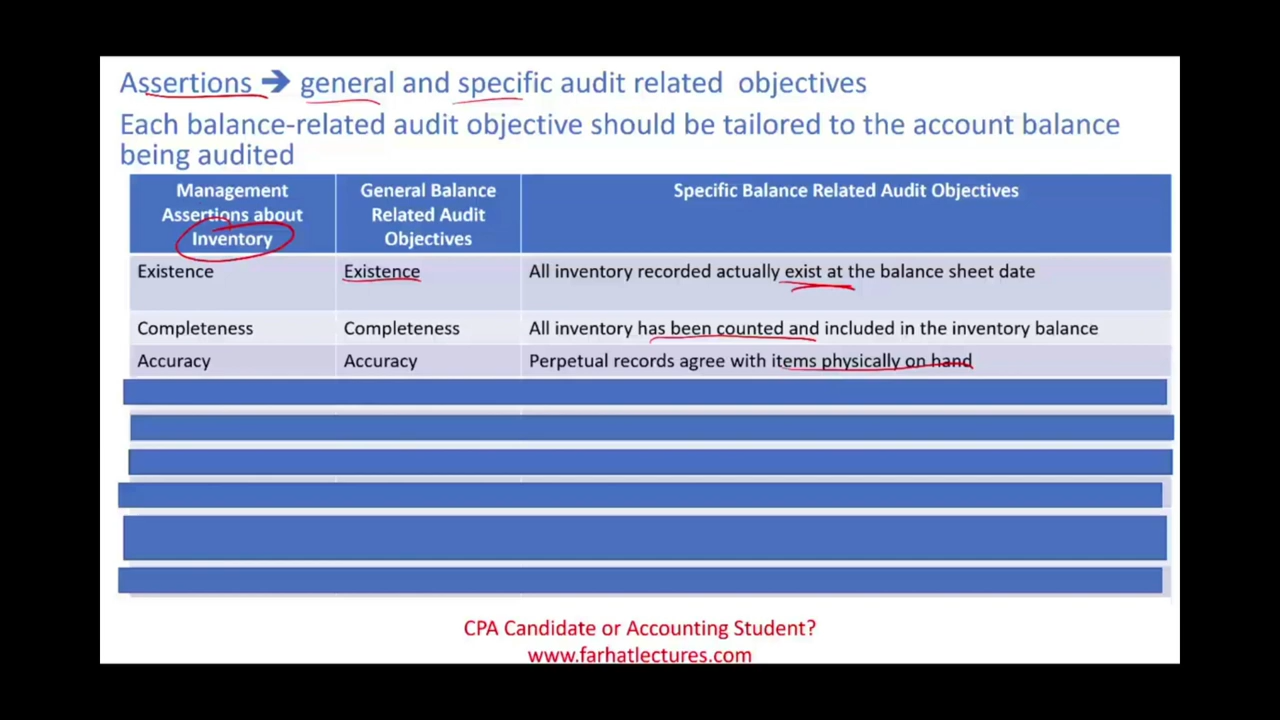 Assertions → general and specific audit related objectives
Each balance-related audit objective should be tailored to the account balance
being audited
Management
Assertions about
Inventory
General Balance
Related Audit
Objectives
Specific Balance Related Audit Objectives
Existence
Existence
All inventory recorded actually exist at the balance sheet date
Completeness
Completeness
All inventory has been counted and included in the inventory balance
Accuracy
Accuracy
Perpetual records agree with items physically on hand
CPA Candidate or Accounting Student?
www.farhatlectures.com